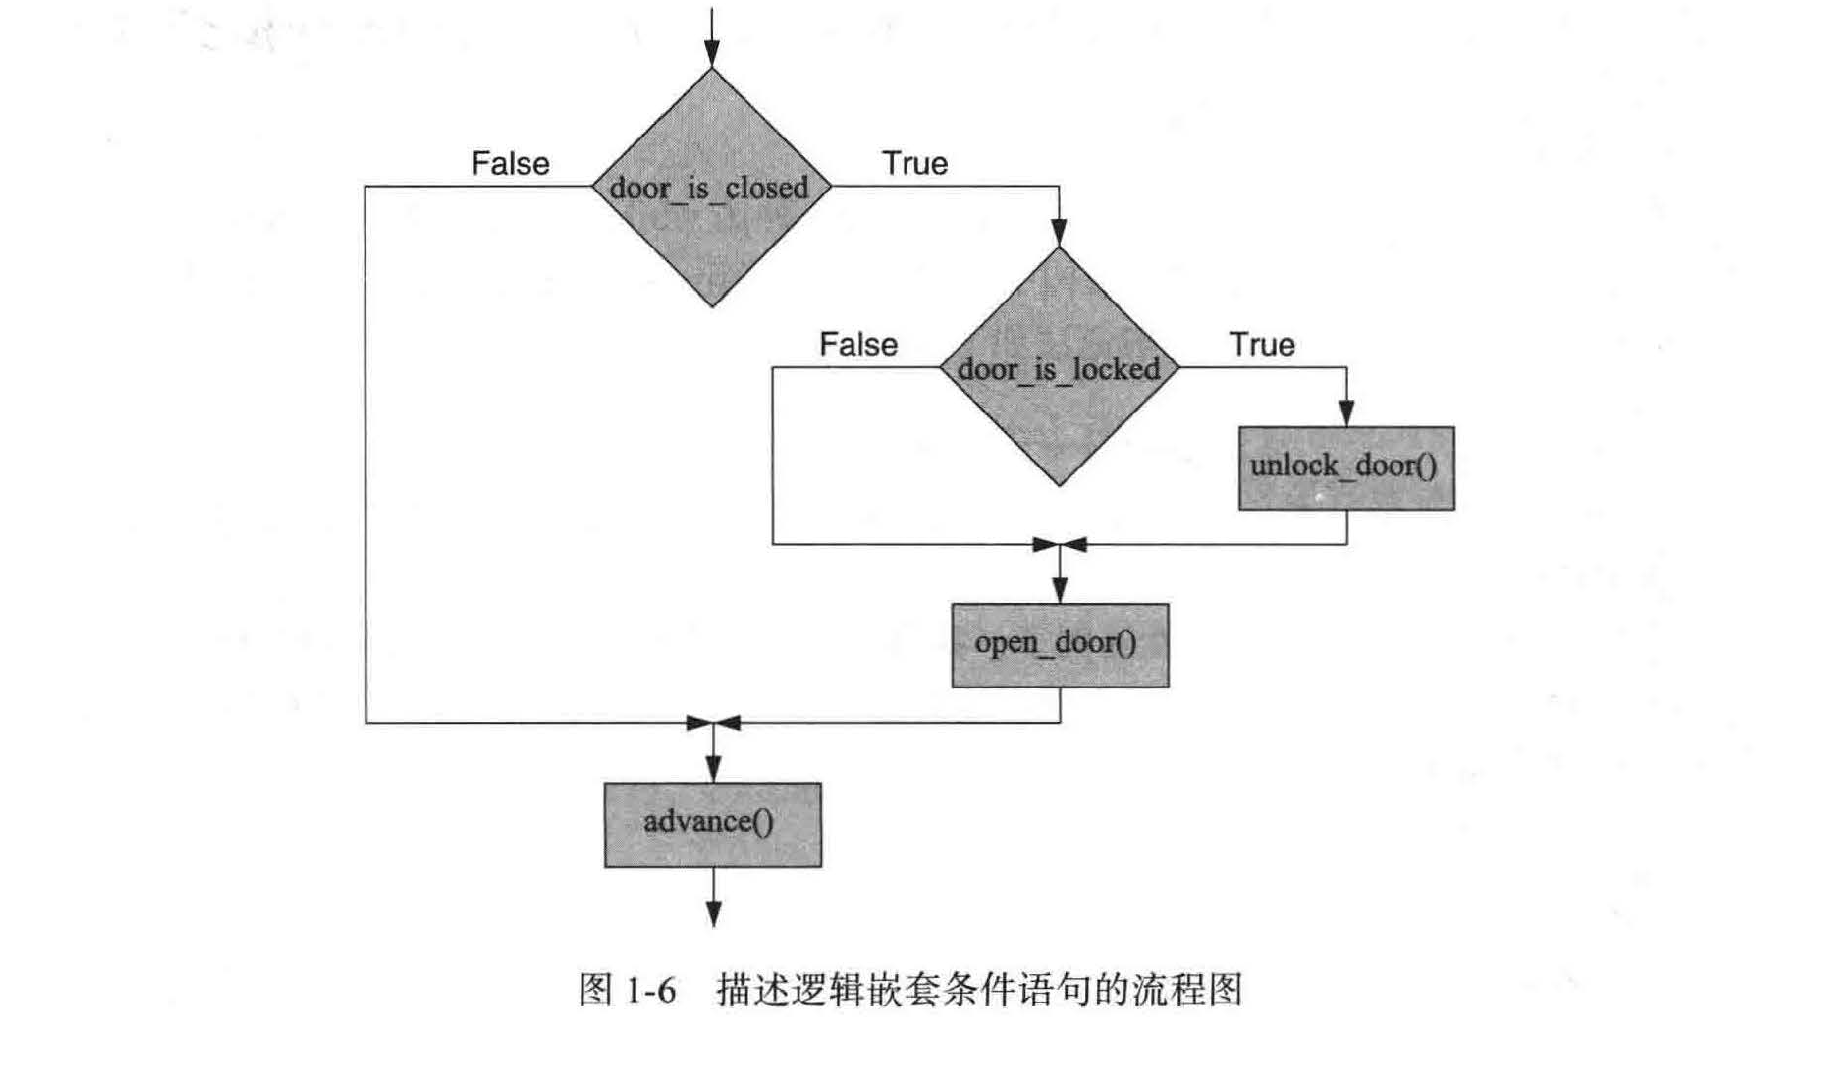 False
True
door_is_closed
False
True
door_is_locked
unlock_door()
open_door()
advance()
图 1-6 描述逻辑嵌套条件语句的流程图